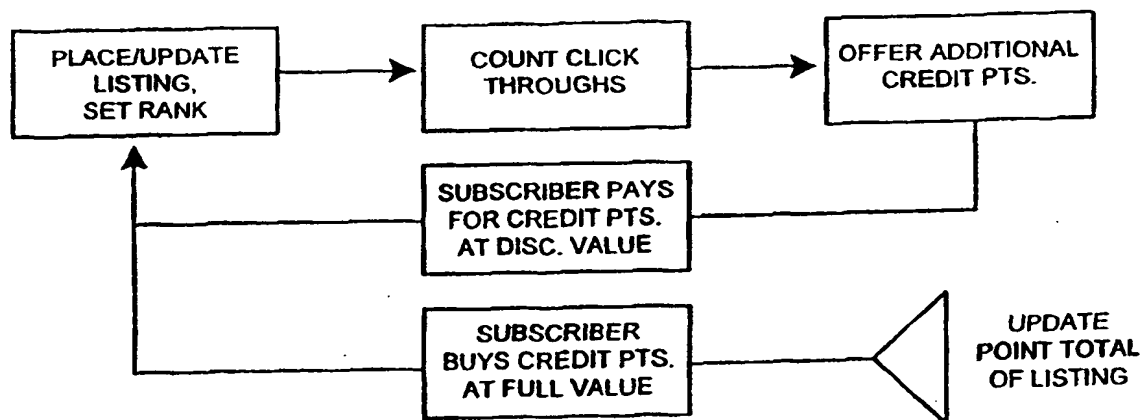 PLACE/UPDATE
LISTING,
SET RANK
COUNT CLICK
THROUGHS
OFFER ADDITIONAL
CREDIT PTS.
SUBSCRIBER PAYS
FOR CREDIT PTS.
AT DISC. VALUE
SUBSCRIBER
BUYS CREDIT PTS.
AT FULL VALUE
UPDATE
POINT TOTAL
OF LISTING